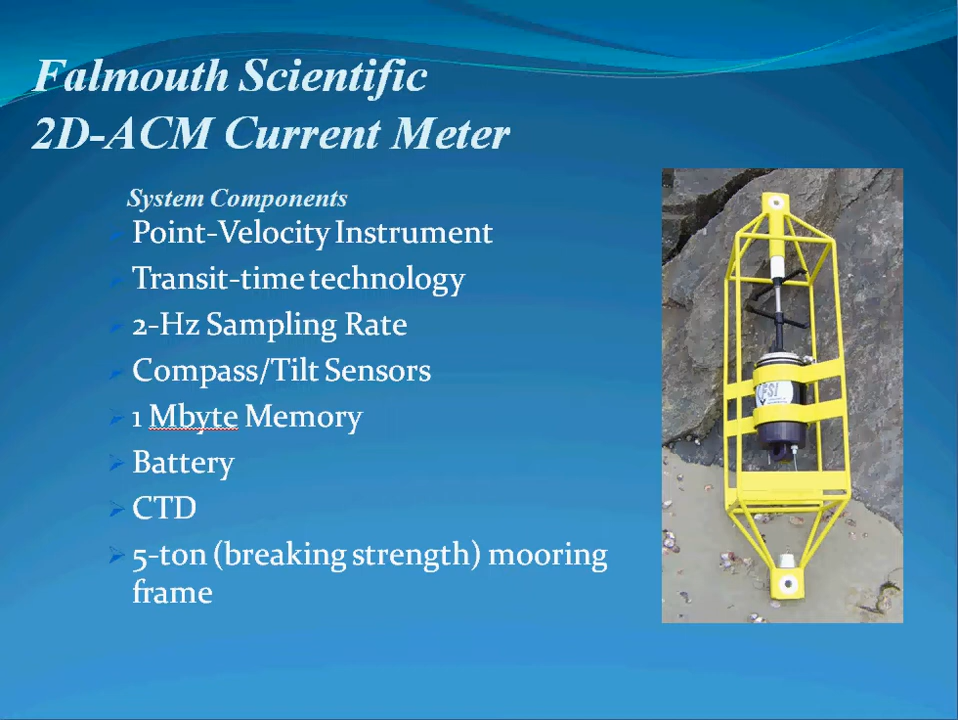 Falmouth Scientific
2D-ACM Current Meter
System Components
Point-Velocity Instrument
Transit-time technology
2-Hz Sampling Rate
Compass/Tilt Sensors
1 Mbyte Memory
Battery
CTD
5-ton (breaking strength) mooring
frame
FSI